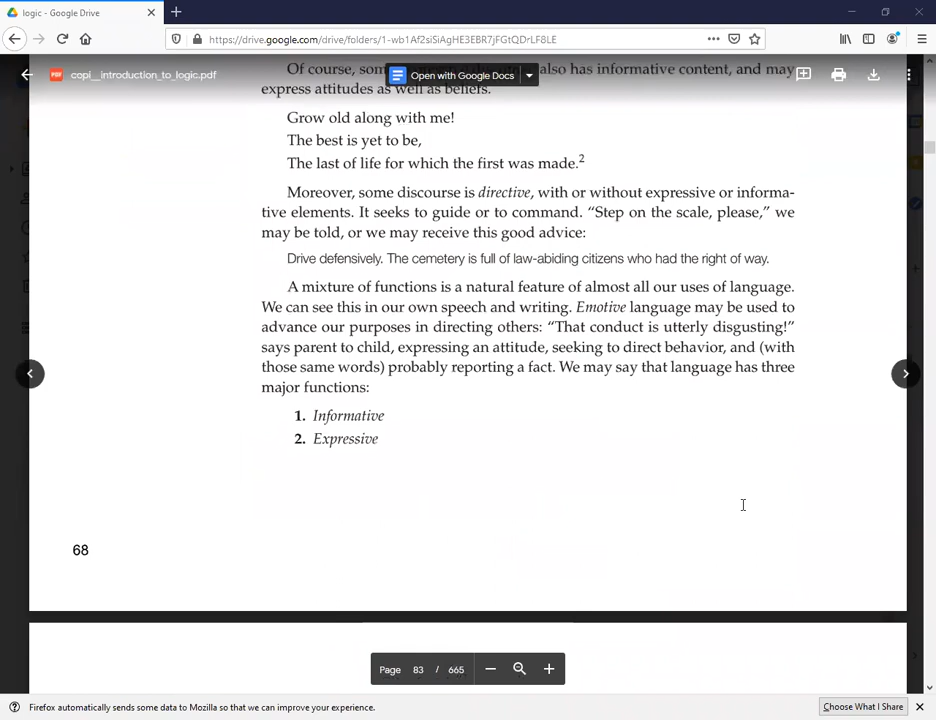 logic - Google Drive
https://drive.google.com/drive/folders/1-wb1Af2siSiAgHE3EBR7jFGtQDrLF8LE
copi__introduction_to_logic.pdf
Open with Google Docs
Of course, also has informative content, and may
express attitudes as well as beliefs.
Grow old along with me!
The best is yet to be,
The last of life for which the first was made.2
Moreover, some discourse is directive, with or without expressive or informa-
tive elements. It seeks to guide or to command. “Step on the scale, please,” we
may be told, or we may receive this good advice:
Drive defensively. The cemetery is full of law-abiding citizens who had the right of way.
A mixture of functions is a natural feature of almost all our uses of language.
We can see this in our own speech and writing. Emotive language may be used to
advance our purposes in directing others: “That conduct is utterly disgusting!”
says parent to child, expressing an attitude, seeking to direct behavior, and (with
those same words) probably reporting a fact. We may say that language has three
major functions:
1. Informative
2. Expressive
68
Page 83 / 665
Firefox automatically sends some data to Mozilla so that we can improve your experience.
Choose What I Share